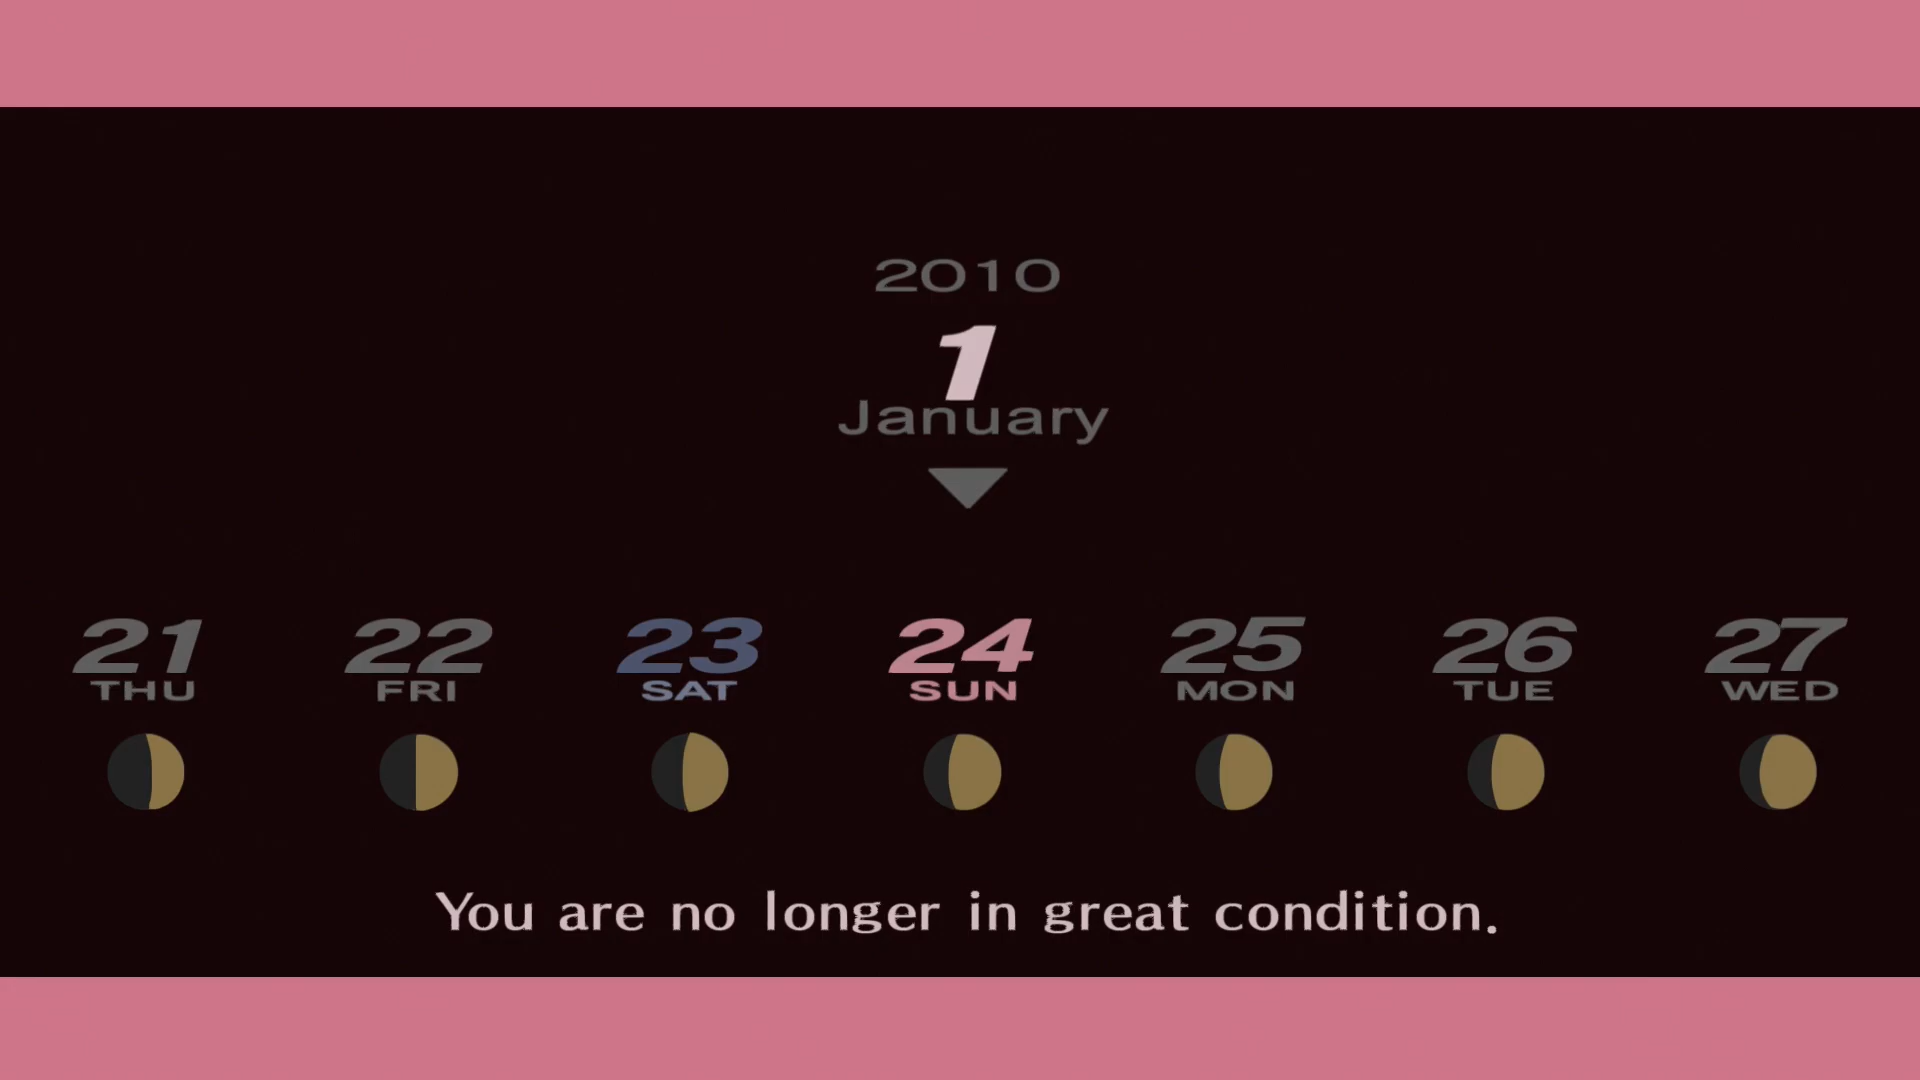 2010
1
January
21 22 23 24 25 26 27
THU FRI SAT SUN MON TUE WED
You are no longer in great condition.